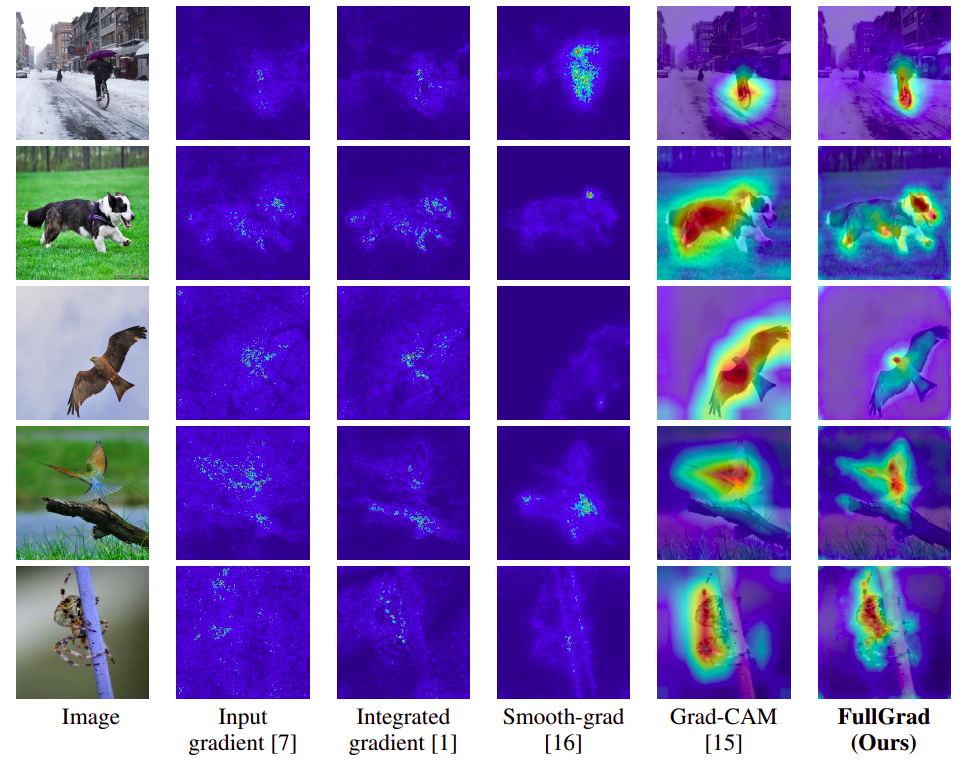 Image
Input
gradient [7]
Integrated
gradient [1]
Smooth-grad
[16]
Grad-CAM
[15]
FullGrad
(Ours)